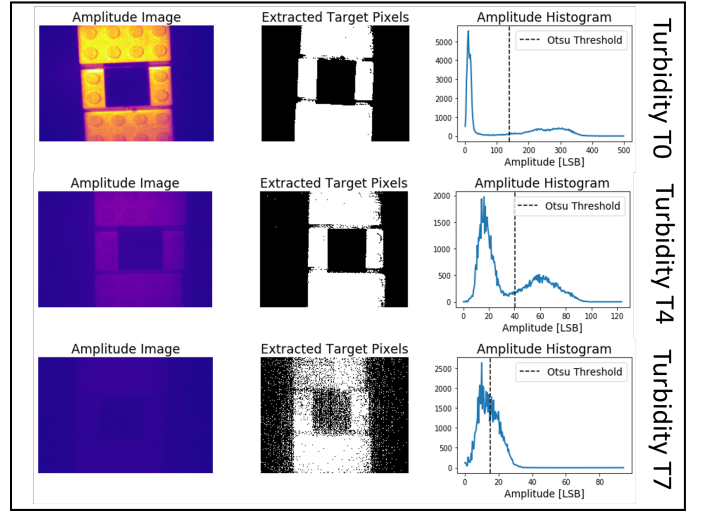 Amplitude Image Extracted Target Pixels Amplitude Histogram
Otsu Threshold
5000
4000
3000
2000
1000
0
0 100 200 300 400 500
Amplitude [LSB]
Turbidity T0
Amplitude Image Extracted Target Pixels Amplitude Histogram
Otsu Threshold
2000
1500
1000
500
0
0 20 40 60 80 100 120
Amplitude [LSB]
Turbidity T4
Amplitude Image Extracted Target Pixels Amplitude Histogram
Otsu Threshold
2500
2000
1500
1000
500
0
0 20 40 60 80
Amplitude [LSB]
Turbidity T7